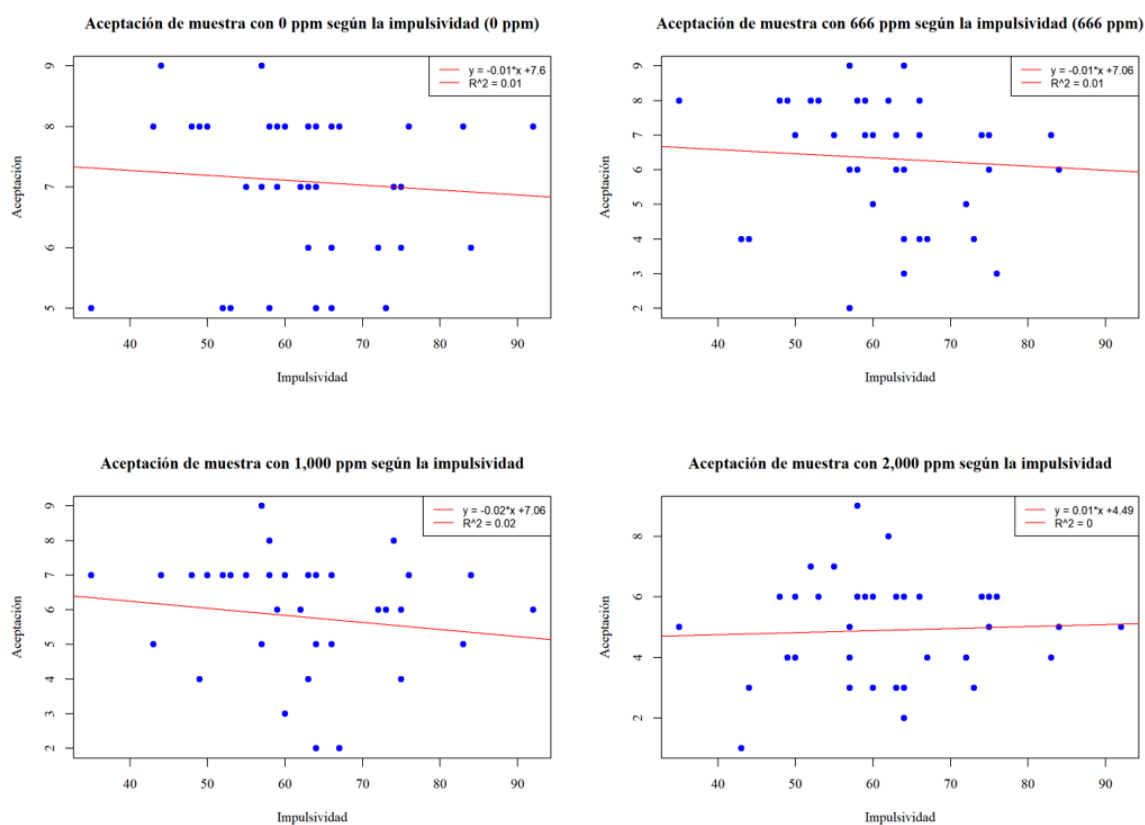 Aceptación de muestra con 0 ppm según la impulsividad (0 ppm)
y = -0.01*x +7.6
R^2 = 0.01
Aceptación
9
8
7
6
5
40 50 60 70 80 90
Impulsividad
Aceptación de muestra con 666 ppm según la impulsividad (666 ppm)
y = -0.01*x +7.06
R^2 = 0.01
Aceptación
9
8
7
6
5
4
3
2
40 50 60 70 80 90
Impulsividad
Aceptación de muestra con 1,000 ppm según la impulsividad
y = -0.02*x +7.06
R^2 = 0.02
Aceptación
9
8
7
6
5
4
3
2
40 50 60 70 80 90
Impulsividad
Aceptación de muestra con 2,000 ppm según la impulsividad
y = 0.01*x +4.49
R^2 = 0
Aceptación
8
6
4
2
40 50 60 70 80 90
Impulsividad